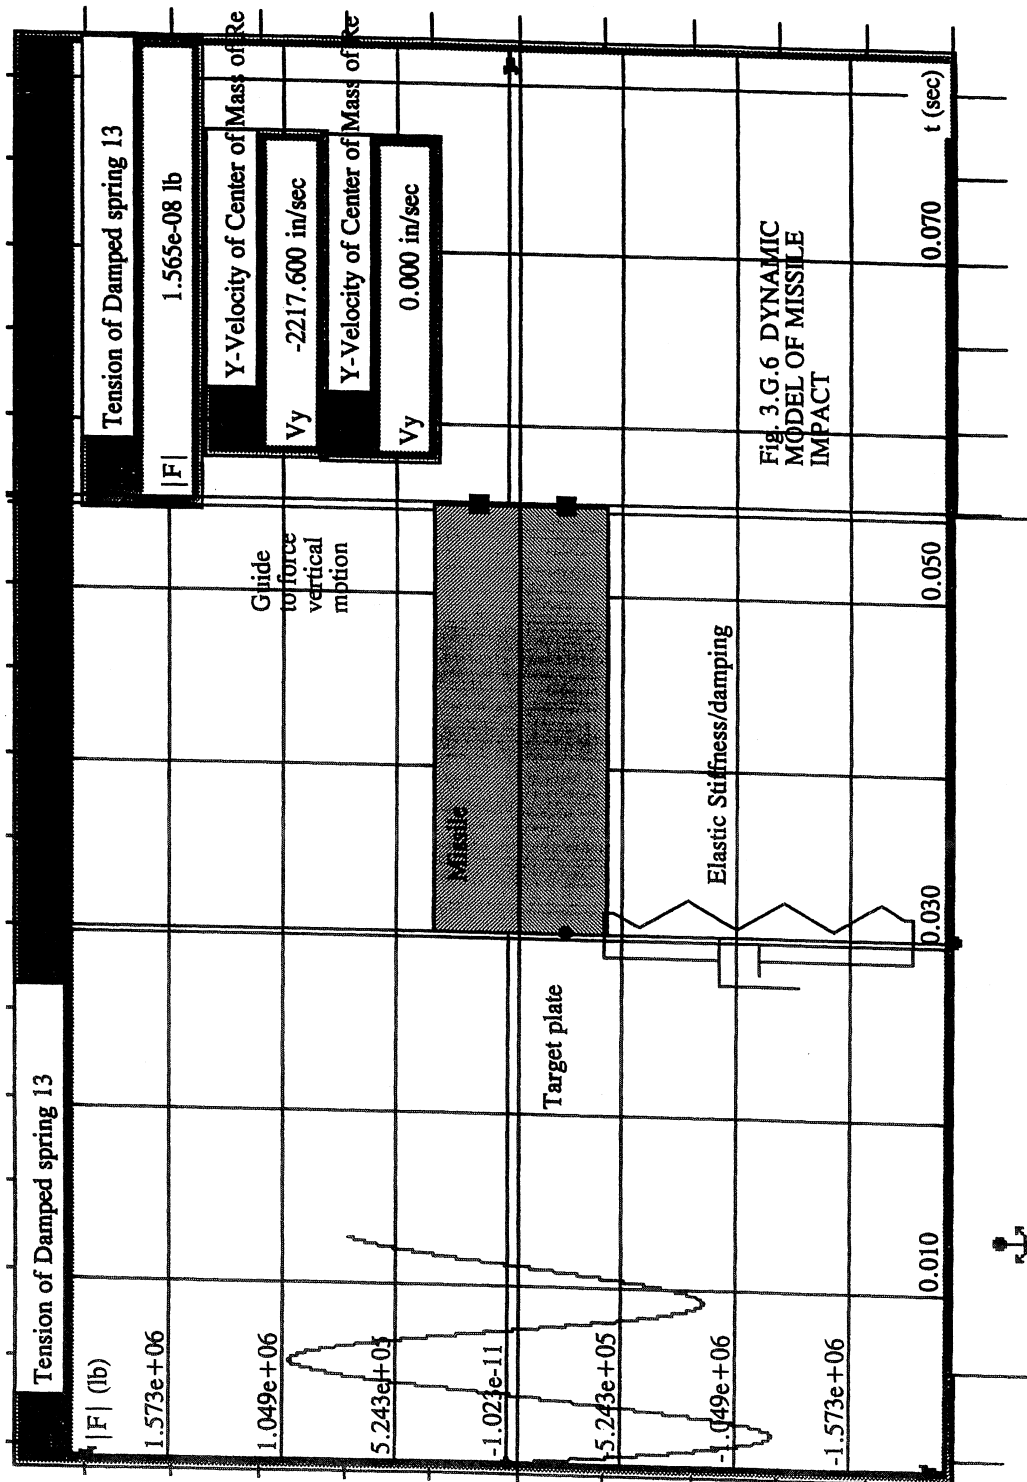 Tension of Damped spring 13
|F| (lb)
1.573e+06
1.049e+06
5.243e+05
-1.023e-11
-5.243e+05
-1.049e+06
-1.573e+06
0.010
0.030
0.050
0.070
t (sec)
Tension of Damped spring 13
|F| 1.565e-08 lb
Y-Velocity of Center of Mass of Re
Vy -2217.600 in/sec
Y-Velocity of Center of Mass of Re
Vy 0.000 in/sec
Guide
to force
vertical
motion
Missile
Target plate
Elastic Stiffness/damping
Fig. 3.G.6 DYNAMIC
MODEL OF MISSILE
IMPACT